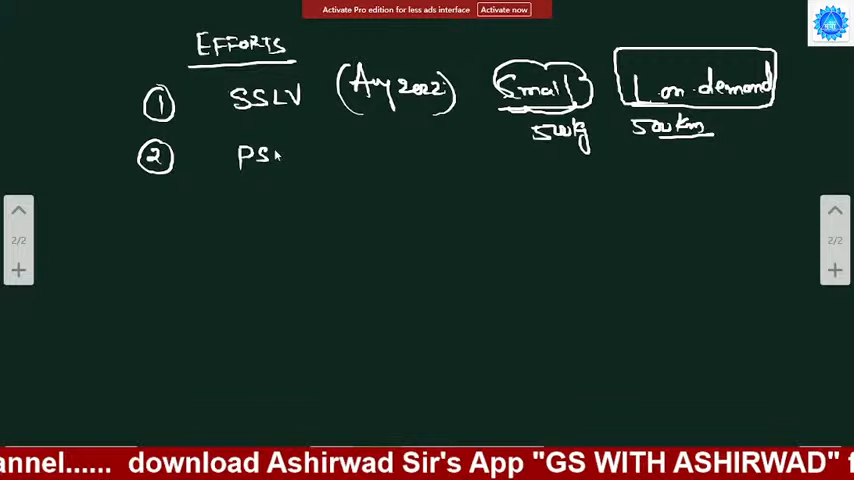 Activate Pro edition for less ads interface Activate now
EFFORTS
① SSLV (Aug 2022) Small L on demand
500kg 500km
② PS
2/2 2/2
annel...... download Ashirwad Sir's App "GS WITH ASHIRWAD" f